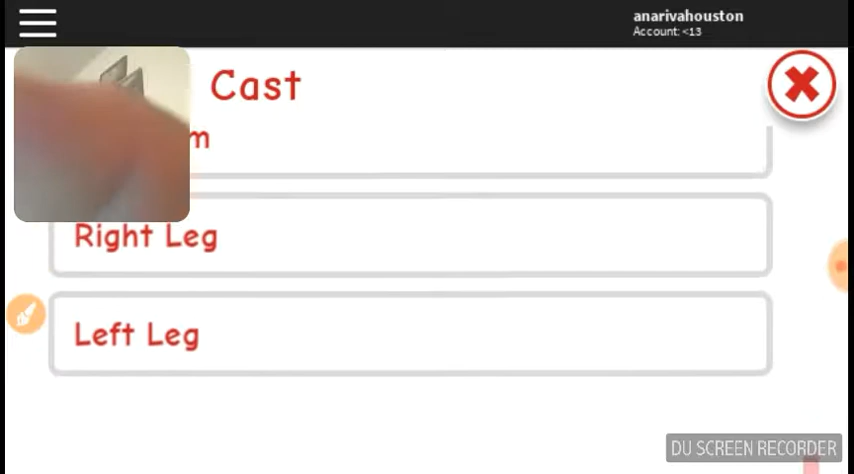 anarivahouston
Account: <13
Cast
m
Right Leg
Left Leg
DU SCREEN RECORDER